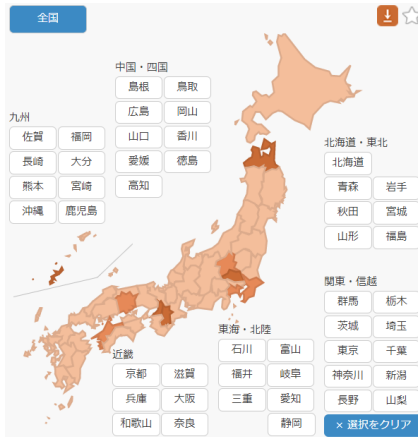 全国
中国・四国
島根 鳥取
広島 岡山
山口 香川
愛媛 徳島
高知
九州
佐賀 福岡
長崎 大分
熊本 宮崎
沖縄 鹿児島
北海道・東北
北海道
青森 岩手
秋田 宮城
山形 福島
関東・信越
群馬 栃木
茨城 埼玉
東京 千葉
神奈川 新潟
長野 山梨
東海・北陸
石川 富山
福井 岐阜
三重 愛知
静岡
近畿
京都 滋賀
兵庫 大阪
和歌山 奈良
× 選択をクリア